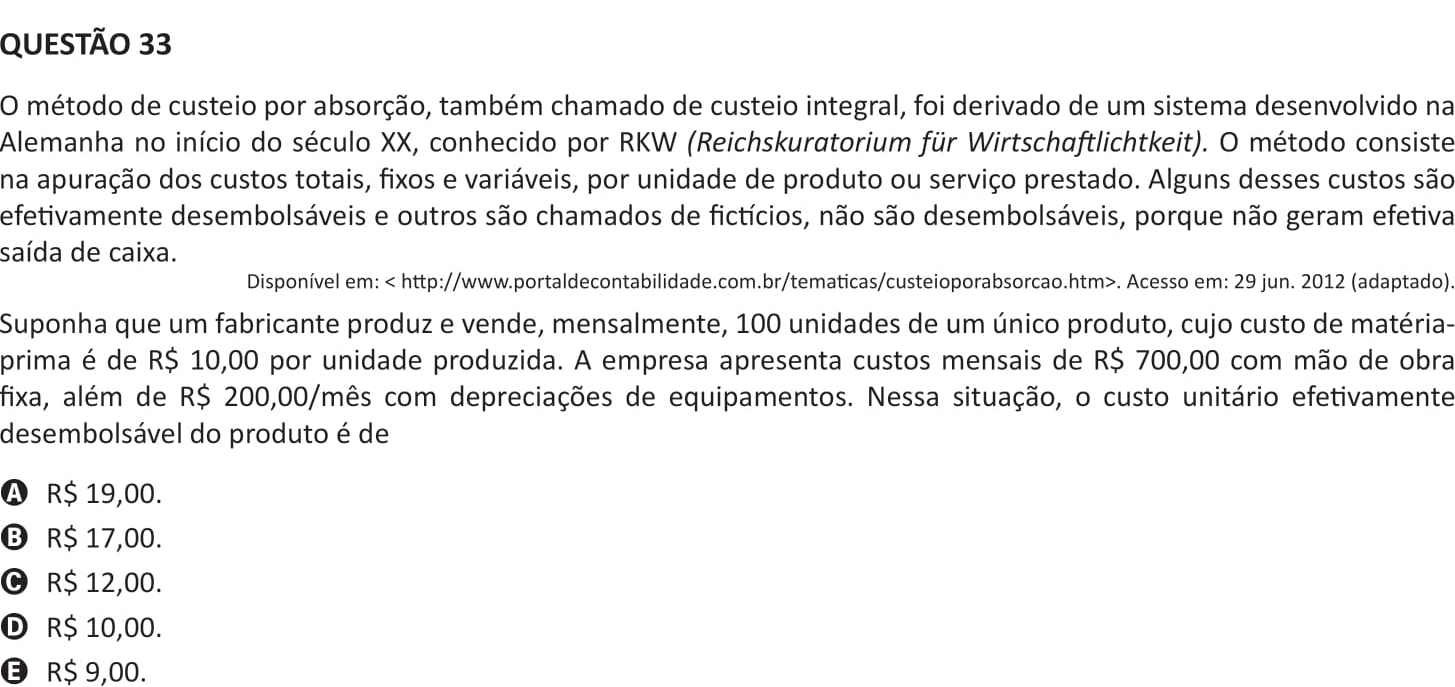 QUESTÃO 33
O método de custeio por absorção, também chamado de custeio integral, foi derivado de um sistema desenvolvido na
Alemanha no início do século XX, conhecido por RKW (Reichskuratorium für Wirtschaftlichtkeit). O método consiste
na apuração dos custos totais, fixos e variáveis, por unidade de produto ou serviço prestado. Alguns desses custos são
efetivamente desembolsáveis e outros são chamados de fictícios, não são desembolsáveis, porque não geram efetiva
saída de caixa.
Disponível em: < http://www.portaldecontabilidade.com.br/tematicas/custeioporabsorcao.htm>. Acesso em: 29 jun. 2012 (adaptado).
Suponha que um fabricante produz e vende, mensalmente, 100 unidades de um único produto, cujo custo de matéria-
prima é de R$ 10,00 por unidade produzida. A empresa apresenta custos mensais de R$ 700,00 com mão de obra
fixa, além de R$ 200,00/mês com depreciações de equipamentos. Nessa situação, o custo unitário efetivamente
desembolsável do produto é de
A R$ 19,00.
B R$ 17,00.
C R$ 12,00.
D R$ 10,00.
E R$ 9,00.